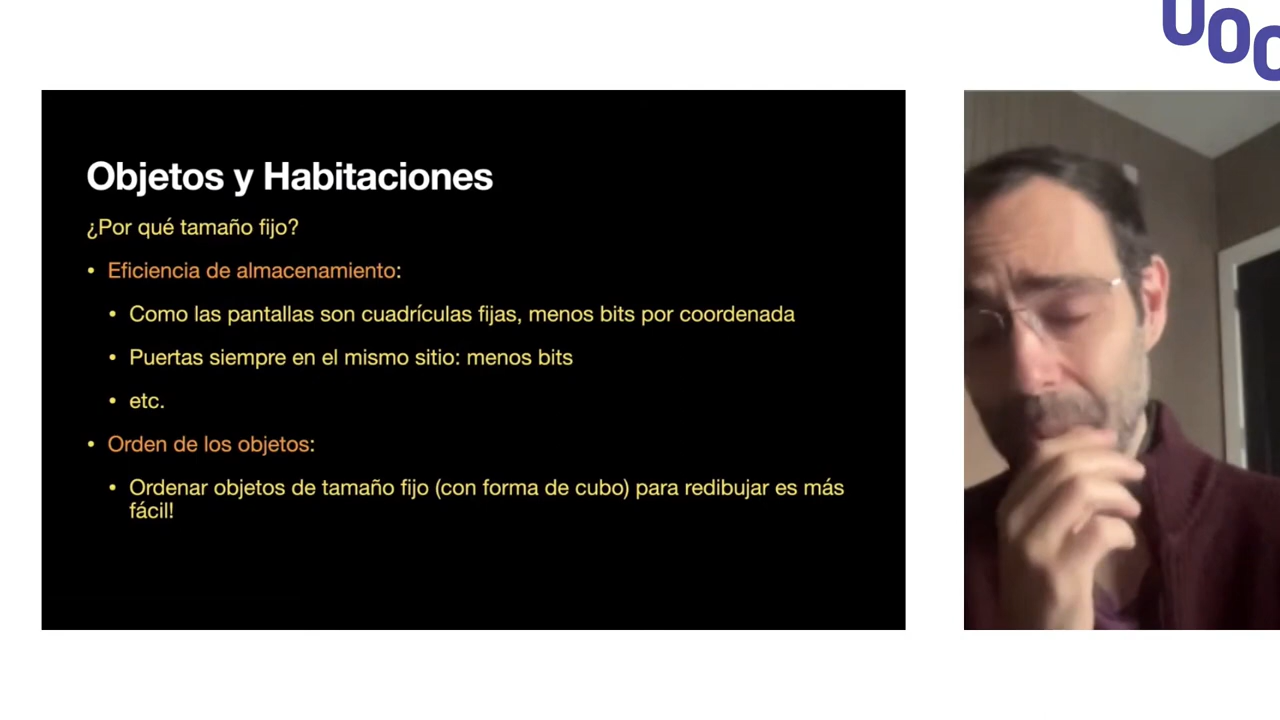 UOC
Objetos y Habitaciones
¿Por qué tamaño fijo?
• Eficiencia de almacenamiento:
• Como las pantallas son cuadrículas fijas, menos bits por coordenada
• Puertas siempre en el mismo sitio: menos bits
• etc.
• Orden de los objetos:
• Ordenar objetos de tamaño fijo (con forma de cubo) para redibujar es más
fácil!